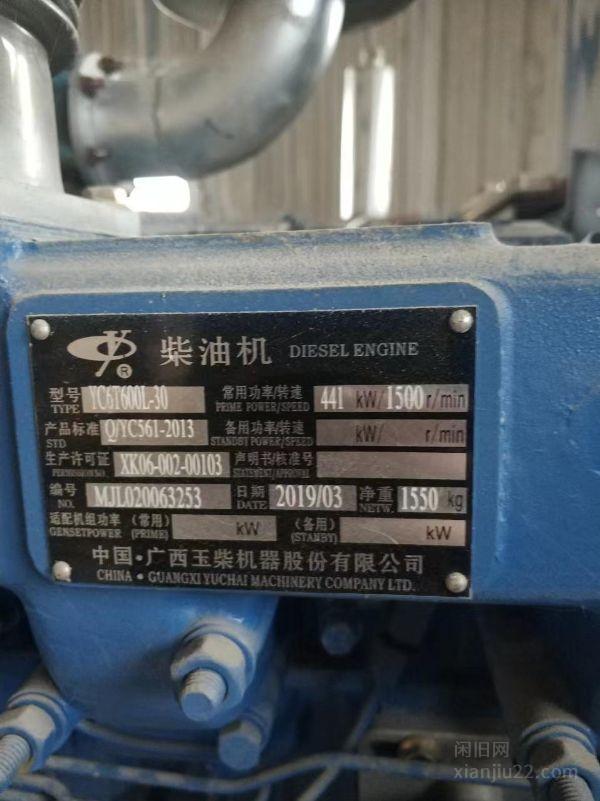 柴油机 DIESEL ENGINE
型号 YC6T600L-30 常用功率/转速 441 kW/ 1500 r/min
TYPE PRIME POWER/SPEED
产品标准 Q/YC561-2013 备用功率/转速 kW/ r/min
STD STANDBY POWER/SPEED
生产许可证 XK06-002-00103 声明书/核准号
PERMISSION NO. STATEMENT/APPROVAL
编号 MJL020063253 日期 2019/03 净重 1550 kg
NO. DATE NETW.
适配机组功率 (常用) kW (备用) kW
GENSETPOWER (PRIME) (STANBY)
中国·广西玉柴机器股份有限公司
CHINA · GUANGXI YUCHAI MACHINERY COMPANY LTD.
闲旧网
xianjiu22.com